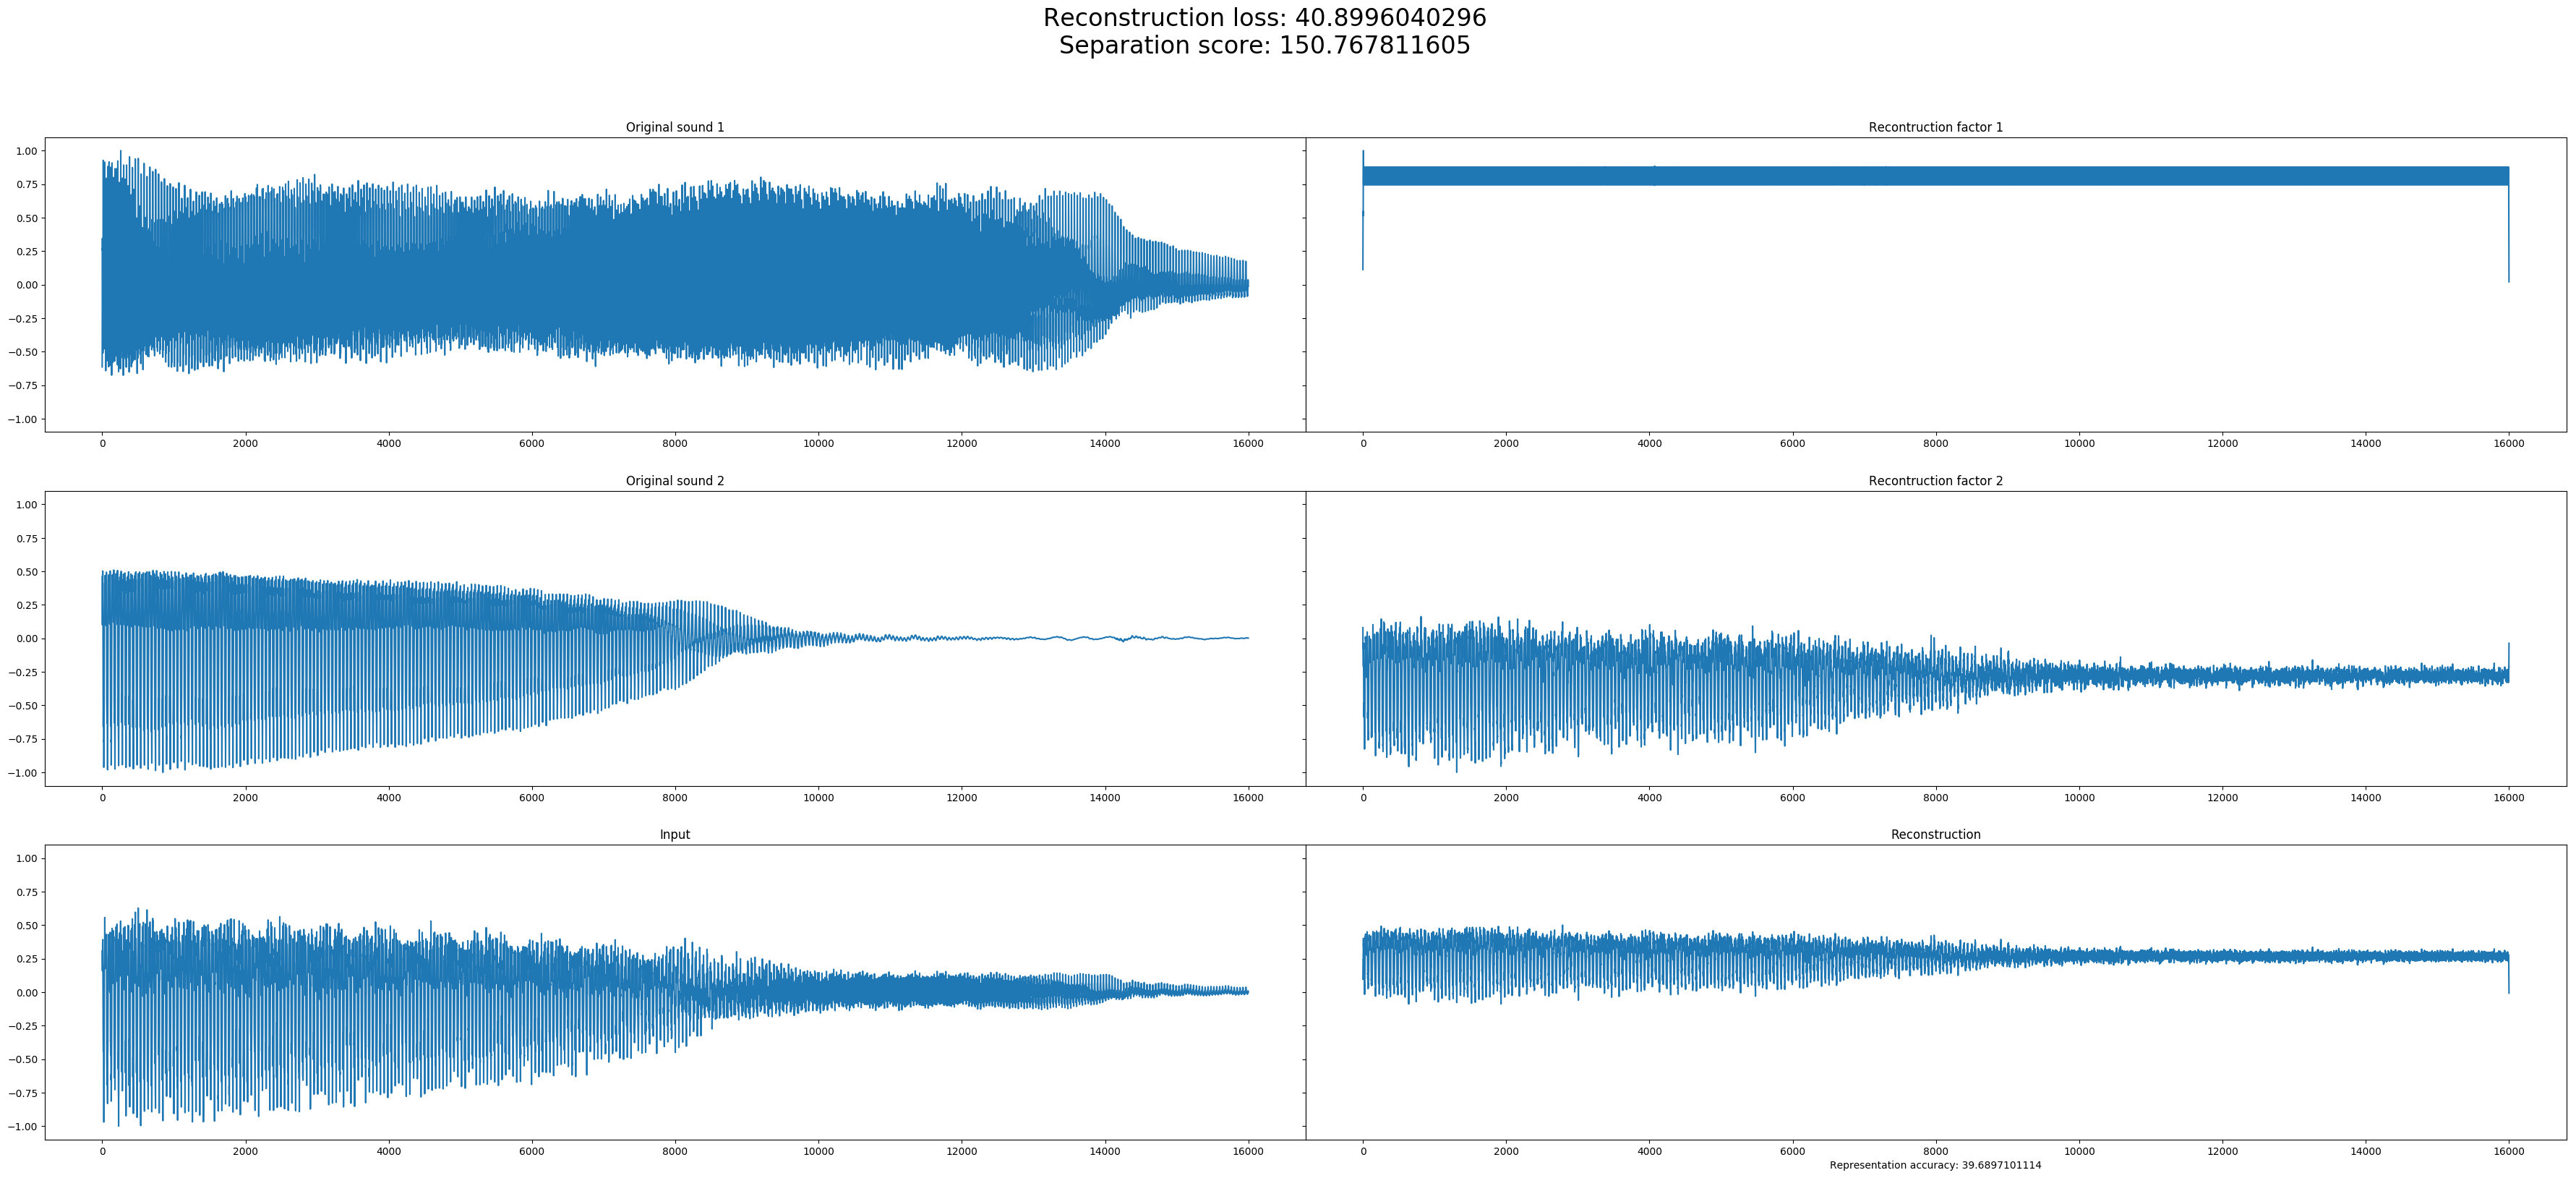 Reconstruction loss: 40.8996040296
Separation score: 150.767811605
Original sound 1
Recontruction factor 1
1.00
0.75
0.50
0.25
0.00
−0.25
−0.50
−0.75
−1.00
0 2000 4000 6000 8000 10000 12000 14000 16000
0 2000 4000 6000 8000 10000 12000 14000 16000
Original sound 2
Reconstruction factor 2
1.00
0.75
0.50
0.25
0.00
−0.25
−0.50
−0.75
−1.00
0 2000 4000 6000 8000 10000 12000 14000 16000
0 2000 4000 6000 8000 10000 12000 14000 16000
Input
Reconstruction
1.00
0.75
0.50
0.25
0.00
−0.25
−0.50
−0.75
−1.00
0 2000 4000 6000 8000 10000 12000 14000 16000
0 2000 4000 6000 8000 10000 12000 14000 16000
Representation accuracy: 39.6897101114